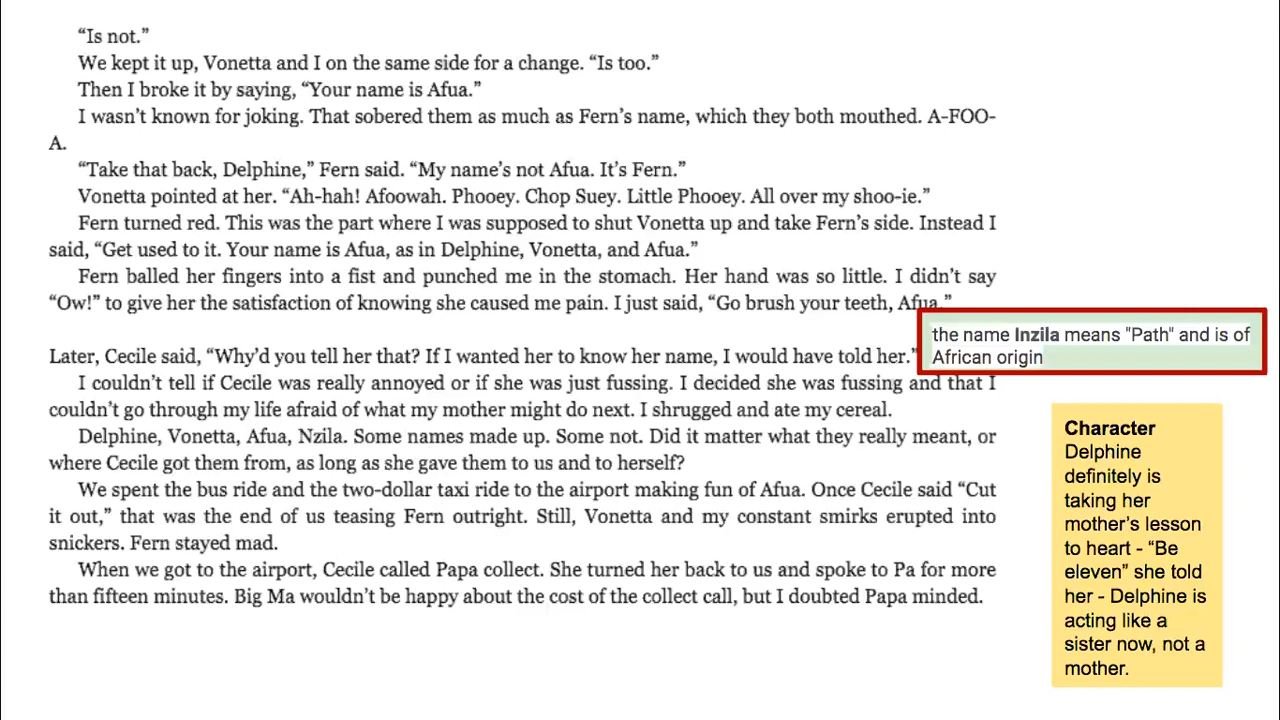 “Is not.”
We kept it up, Vonetta and I on the same side for a change. “Is too.”
Then I broke it by saying, “Your name is Afua.”
I wasn’t known for joking. That sobered them as much as Fern’s name, which they both mouthed. A-FOO-
A.
“Take that back, Delphine,” Fern said. “My name’s not Afua. It’s Fern.”
Vonetta pointed at her. “Ah-hah! Afoowah. Phooey. Chop Suey. Little Phooey. All over my shoo-ie.”
Fern turned red. This was the part where I was supposed to shut Vonetta up and take Fern’s side. Instead I
said, “Get used to it. Your name is Afua, as in Delphine, Vonetta, and Afua.”
Fern balled her fingers into a fist and punched me in the stomach. Her hand was so little. I didn’t say
“Ow!” to give her the satisfaction of knowing she caused me pain. I just said, “Go brush your teeth, Afua.”
Later, Cecile said, “Why’d you tell her that? If I wanted her to know her name, I would have told her.”
I couldn’t tell if Cecile was really annoyed or if she was just fussing. I decided she was fussing and that I
couldn’t go through my life afraid of what my mother might do next. I shrugged and ate my cereal.
Delphine, Vonetta, Afua, Nzila. Some names made up. Some not. Did it matter what they really meant, or
where Cecile got them from, as long as she gave them to us and to herself?
We spent the bus ride and the two-dollar taxi ride to the airport making fun of Afua. Once Cecile said “Cut
it out,” that was the end of us teasing Fern outright. Still, Vonetta and my constant smirks erupted into
snickers. Fern stayed mad.
When we got to the airport, Cecile called Papa collect. She turned her back to us and spoke to Pa for more
than fifteen minutes. Big Ma wouldn’t be happy about the cost of the collect call, but I doubted Papa minded.
the name Inzila means "Path" and is of
African origin
Character
Delphine
definitely is
taking her
mother’s lesson
to heart - “Be
eleven” she told
her - Delphine is
acting like a
sister now, not a
mother.